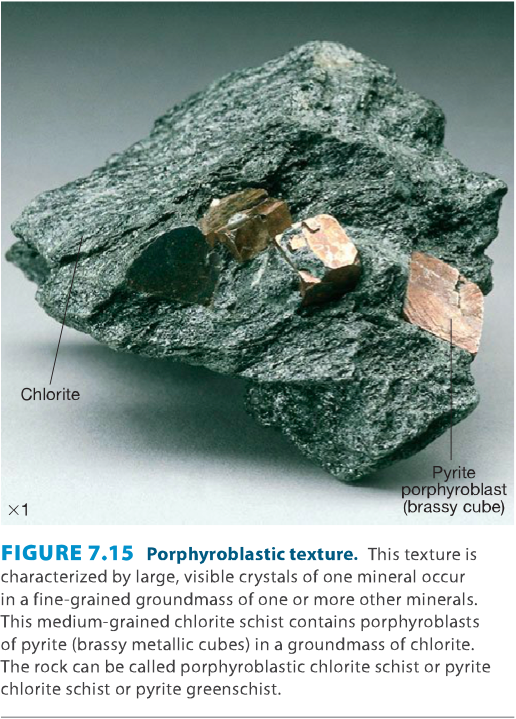 Chlorite
Pyrite
porphyroblast
(brassy cube)
×1
FIGURE 7.15 Porphyroblastic texture. This texture is
characterized by large, visible crystals of one mineral occur
in a fine-grained groundmass of one or more other minerals.
This medium-grained chlorite schist contains porphyroblasts
of pyrite (brassy metallic cubes) in a groundmass of chlorite.
The rock can be called porphyroblastic chlorite schist or pyrite
chlorite schist or pyrite greenschist.